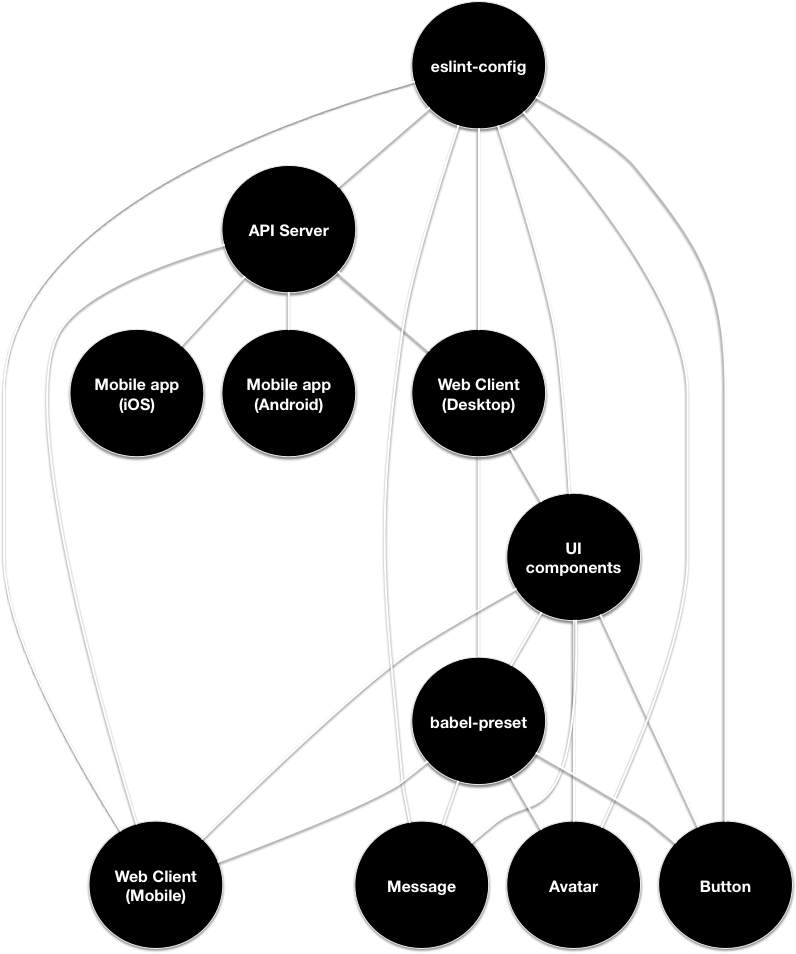 eslint-config
API Server
Mobile app
(iOS)
Mobile app
(Android)
Web Client
(Desktop)
UI
components
babel-preset
Web Client
(Mobile)
Message
Avatar
Button